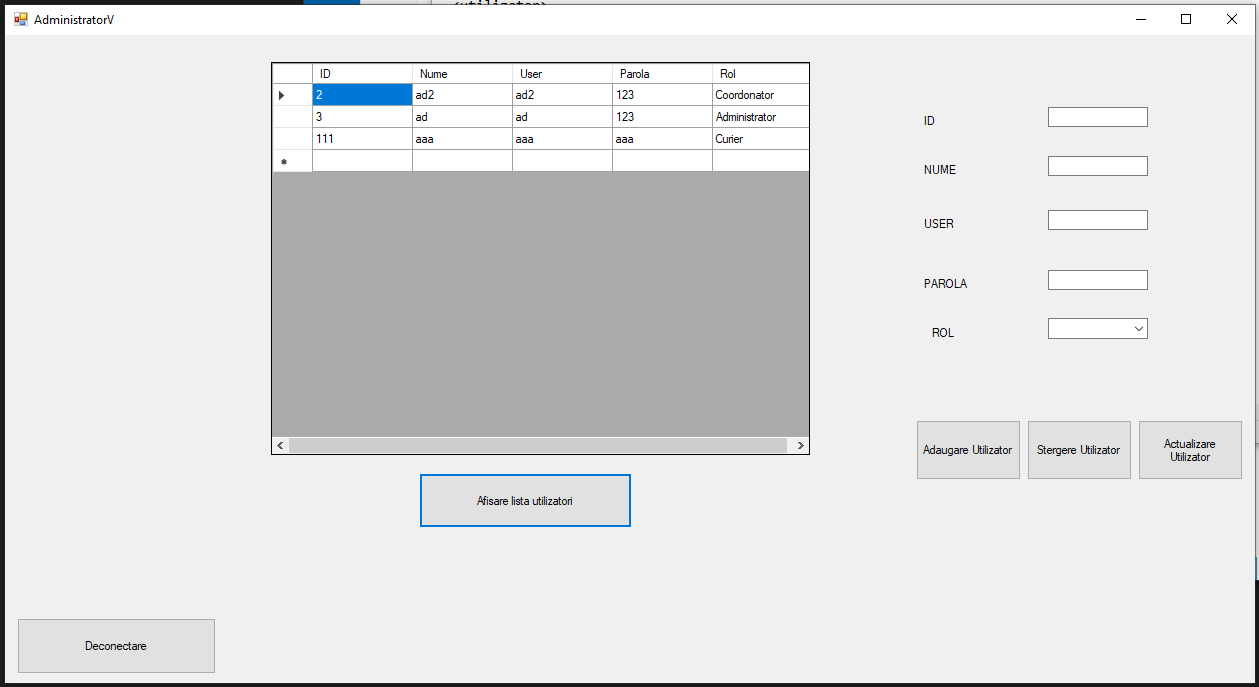 <utilizator>
AdministratorV
ID Nume User Parola Rol
2 ad2 ad2 123 Coordonator
3 ad ad 123 Administrator
111 aaa aaa aaa Curier
ID
NUME
USER
PAROLA
ROL
Adaugare Utilizator
Stergere Utilizator
Actualizare
Utilizator
Afisare lista utilizatori
Deconectare